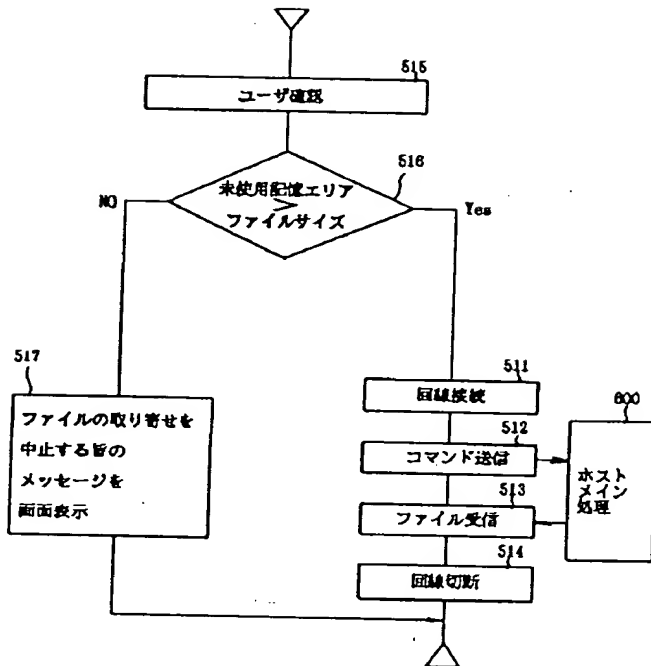 515
ユーザ確認
516
未使用記憶エリア
>
ファイルサイズ
NO
Yes
517
ファイルの取り寄せを
中止する旨の
メッセージを
画面表示
511
回線接続
512
コマンド送信
513
ファイル受信
514
回線切断
600
ホスト
メイン
処理